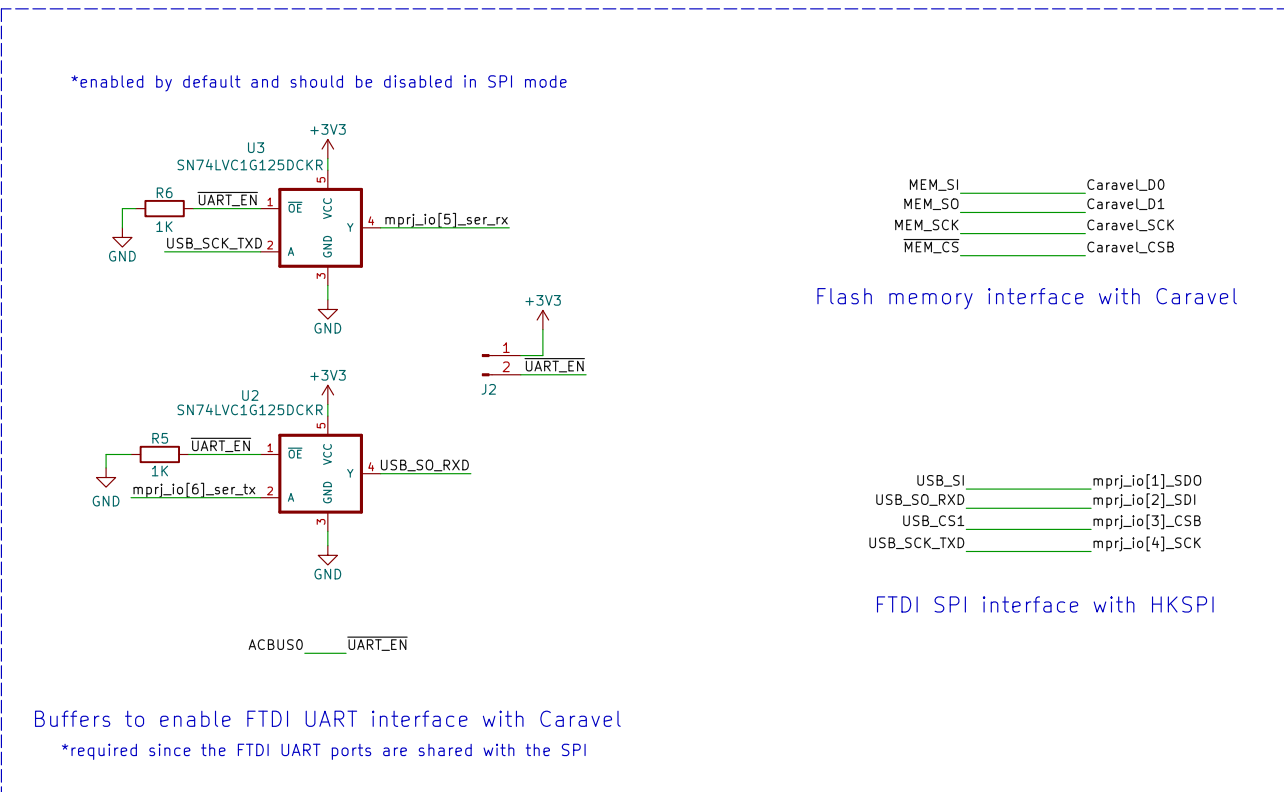 *enabled by default and should be disabled in SPI mode
+3V3
U3
SN74LVC1G125DCKR
5
R6
UART_EN
1
OE
VCC
1K
GND
USB_SCK_TXD
2
A
GND
Y
4
mprj_io[5]_ser_rx
3
GND
+3V3
1
2
UART_EN
J2
+3V3
U2
SN74LVC1G125DCKR
5
R5
UART_EN
1
OE
VCC
1K
GND
mprj_io[6]_ser_tx
2
A
GND
Y
4
USB_SO_RXD
3
GND
ACBUS0
UART_EN
Buffers to enable FTDI UART interface with Caravel
*required since the FTDI UART ports are shared with the SPI
MEM_SI Caravel_D0
MEM_SO Caravel_D1
MEM_SCK Caravel_SCK
MEM_CS Caravel_CSB
Flash memory interface with Caravel
USB_SI mprj_io[1]_SDO
USB_SO_RXD mprj_io[2]_SDI
USB_CS1 mprj_io[3]_CSB
USB_SCK_TXD mprj_io[4]_SCK
FTDI SPI interface with HKSPI